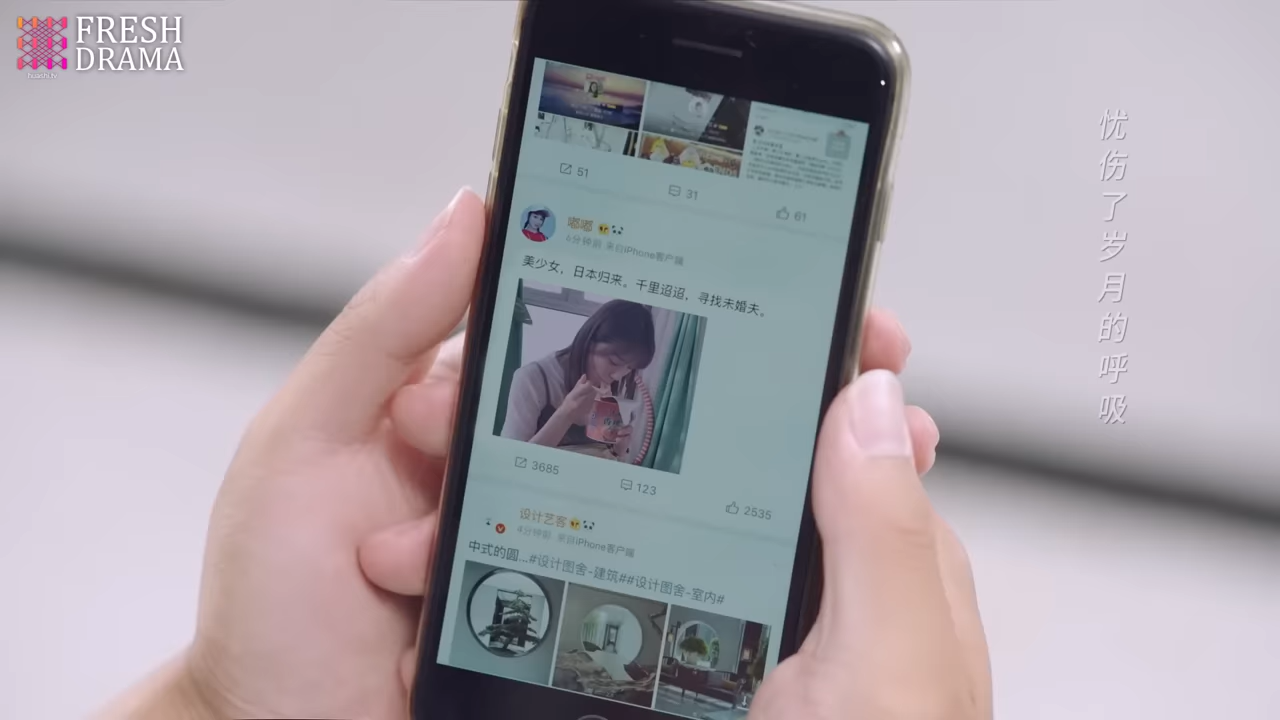 FRESH
DRAMA
huashi.tv
忧伤了岁月的呼吸
51
31
61
嘟嘟
6分钟前 来自iPhone客户端
美少女，日本归来。千里迢迢，寻找未婚夫。
3685
123
2535
设计艺客
4分钟前 来自iPhone客户端
中式的圆...#设计图舍-建筑##设计图舍-室内#